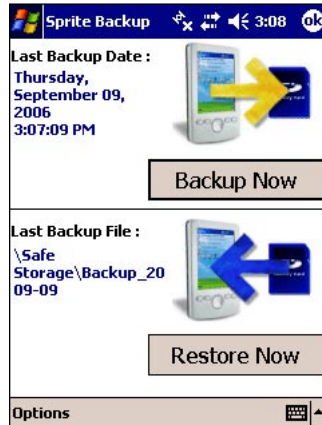 Sprite Backup 3:08 ok
Last Backup Date :
Thursday,
September 09,
2006
3:07:09 PM
Backup Now
Last Backup File :
\Safe
Storage\Backup_20
09-09
Restore Now
Options